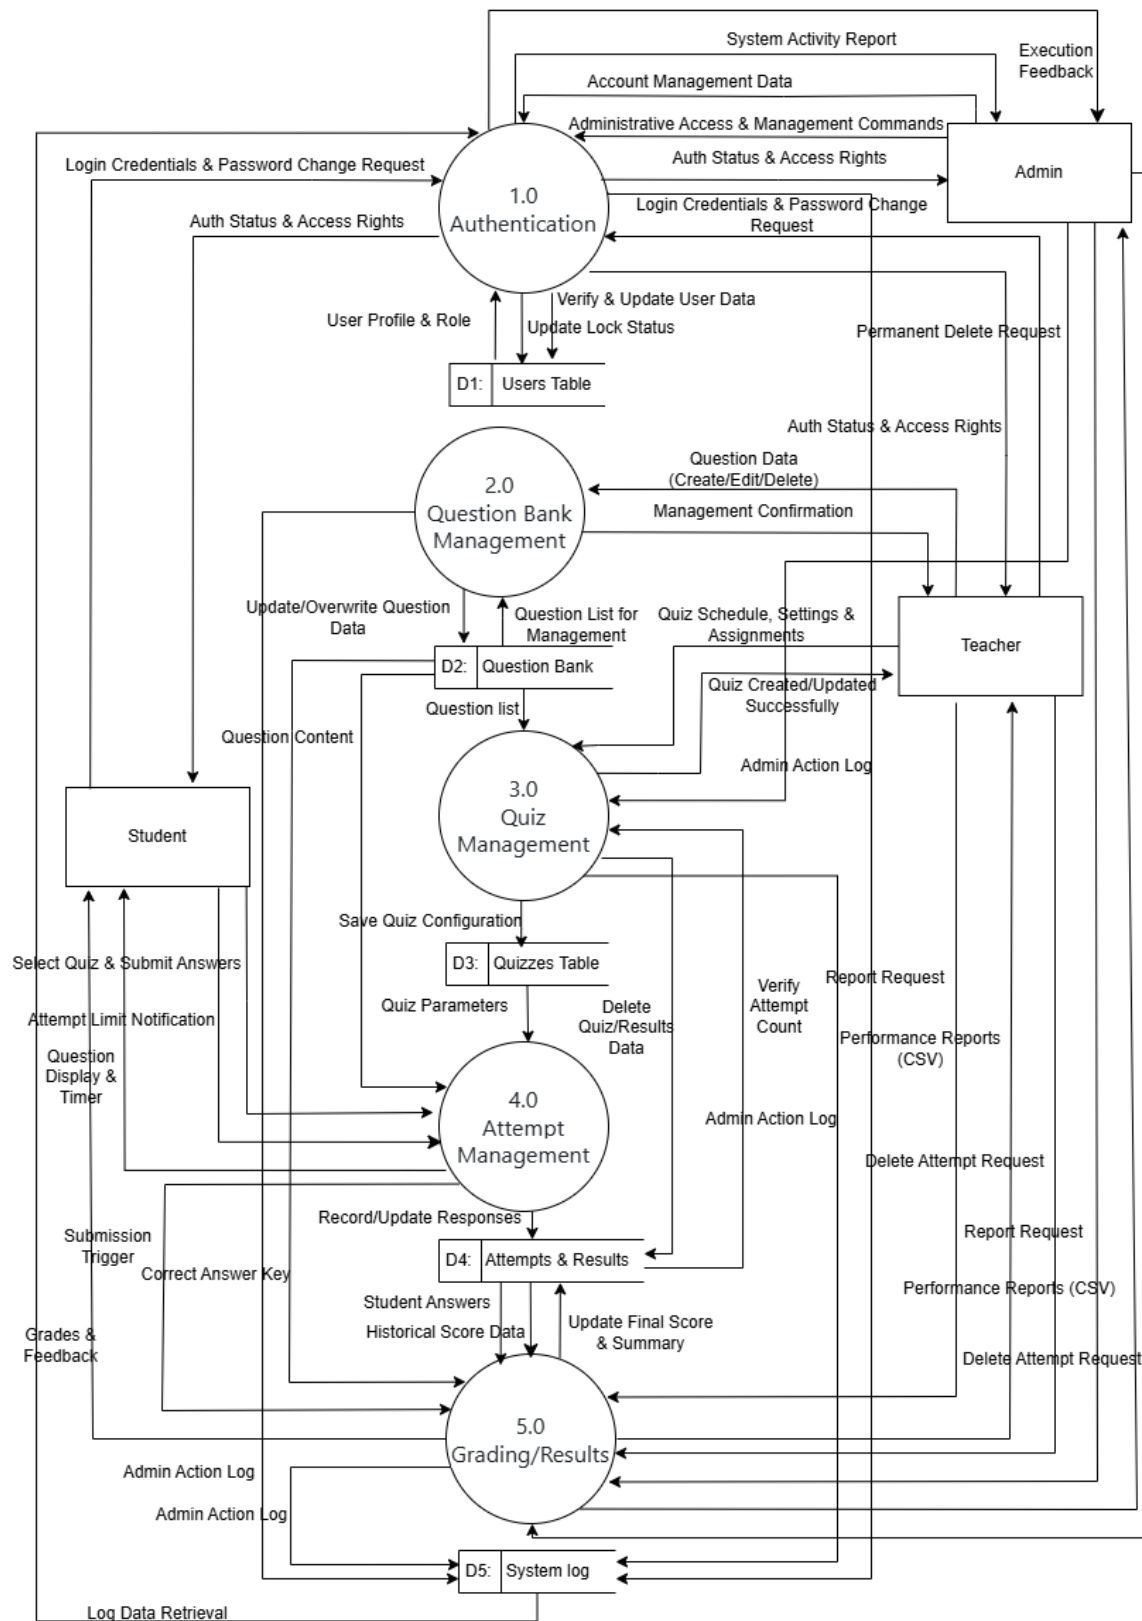 System Activity Report
Execution
Feedback
Account Management Data
Administrative Access & Management Commands
Login Credentials & Password Change Request
Auth Status & Access Rights
Admin
1.0
Authentication
Auth Status & Access Rights
Login Credentials & Password Change
Request
User Profile & Role
Verify & Update User Data
Update Lock Status
Permanent Delete Request
D1:
Users Table
Auth Status & Access Rights
2.0
Question Bank
Management
Question Data
(Create/Edit/Delete)
Management Confirmation
Update/Overwrite Question
Data
Question List for
Management
Quiz Schedule, Settings &
Assignments
Teacher
D2:
Question Bank
Quiz Created/Updated
Successfully
Question list
Question Content
Admin Action Log
3.0
Quiz
Management
Student
Save Quiz Configuration
Select Quiz & Submit Answers
D3:
Quizzes Table
Report Request
Attempt Limit Notification
Quiz Parameters
Delete
Quiz/Results
Data
Verify
Attempt
Count
Question
Display &
Timer
Performance Reports
(CSV)
4.0
Attempt
Management
Admin Action Log
Delete Attempt Request
Record/Update Responses
Submission
Trigger
Report Request
Correct Answer Key
D4:
Attempts & Results
Student Answers
Historical Score Data
Update Final Score
& Summary
Performance Reports (CSV)
Grades &
Feedback
Delete Attempt Request
5.0
Grading/Results
Admin Action Log
Admin Action Log
D5:
System log
Log Data Retrieval